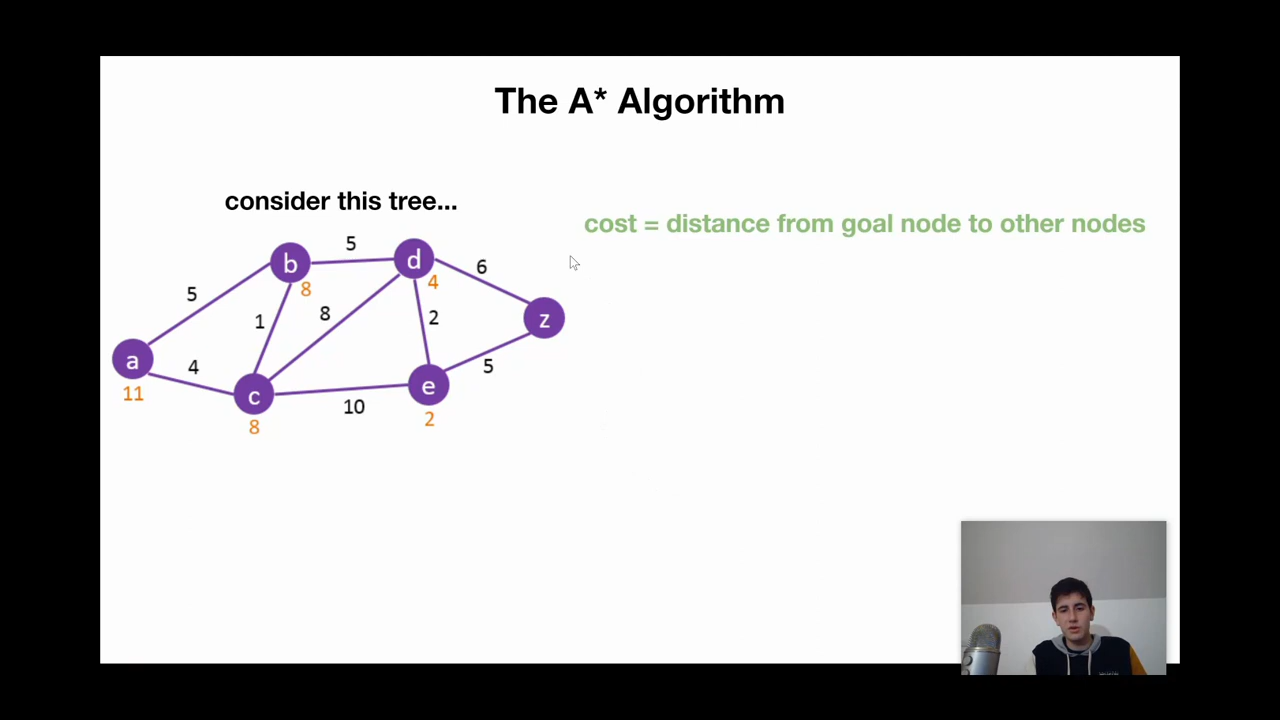 The A* Algorithm
consider this tree...
cost = distance from goal node to other nodes
5
b
8
5
d
4
6
z
1
8
2
a
11
4
c
8
10
e
2
5